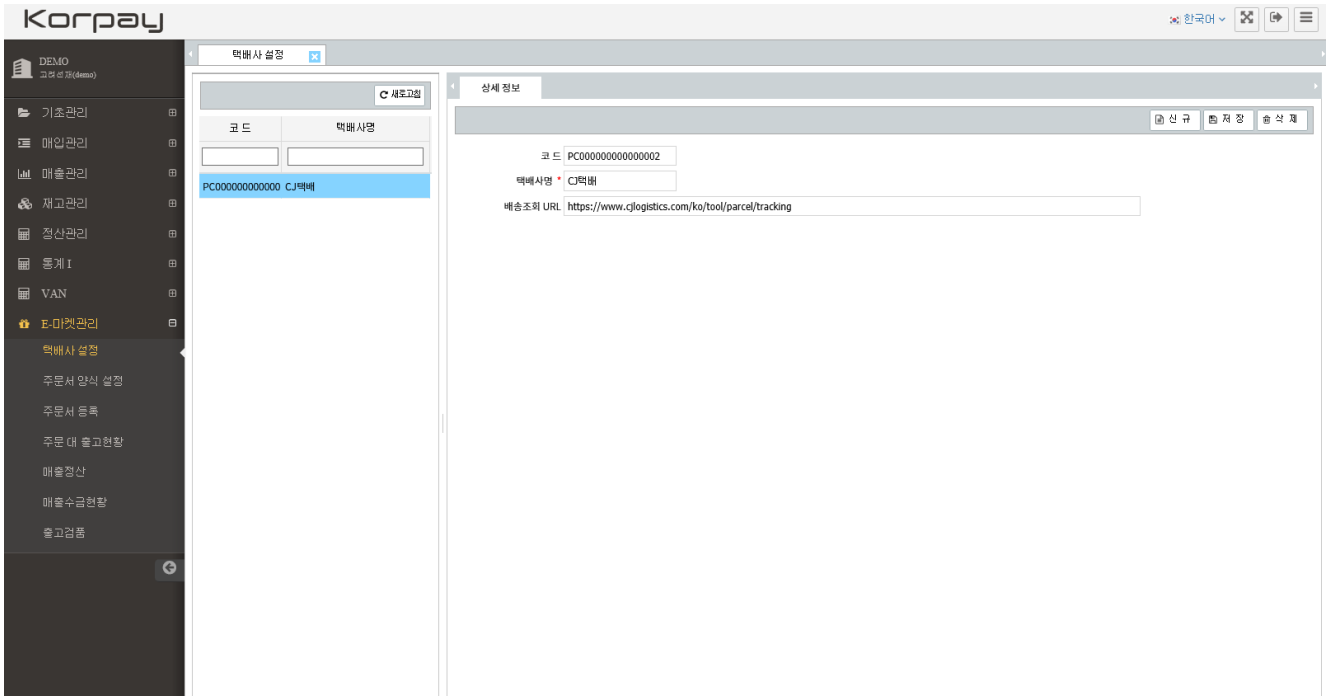 Korpay
한국어
DEMO
고려선재(demo)
기초관리
매입관리
매출관리
재고관리
정산관리
통계 I
VAN
E-마켓관리
택배사 설정
주문서 양식 설정
주문서 등록
주문 대 출고현황
매출정산
매출수금현황
출고검품
택배사 설정
새로고침
코 드 택배사명
PC000000000000 CJ택배
상세 정보
신 규 저 장 삭 제
코 드 PC000000000000002
택배사명 * CJ택배
배송조회 URL https://www.cjlogistics.com/ko/tool/parcel/tracking